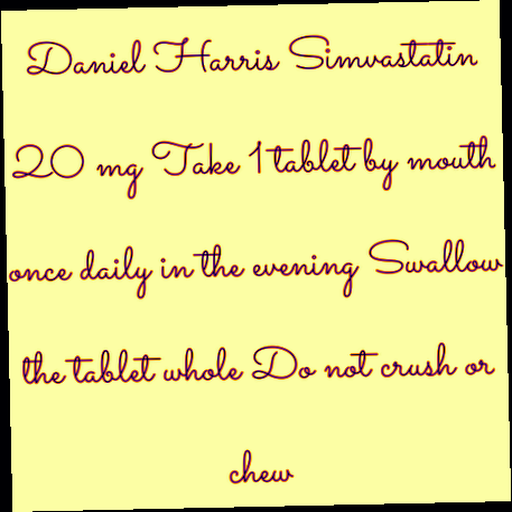 Daniel Harris Simvastatin
20 mg Take 1 tablet by mouth
once daily in the evening Swallow
the tablet whole Do not crush or
chew